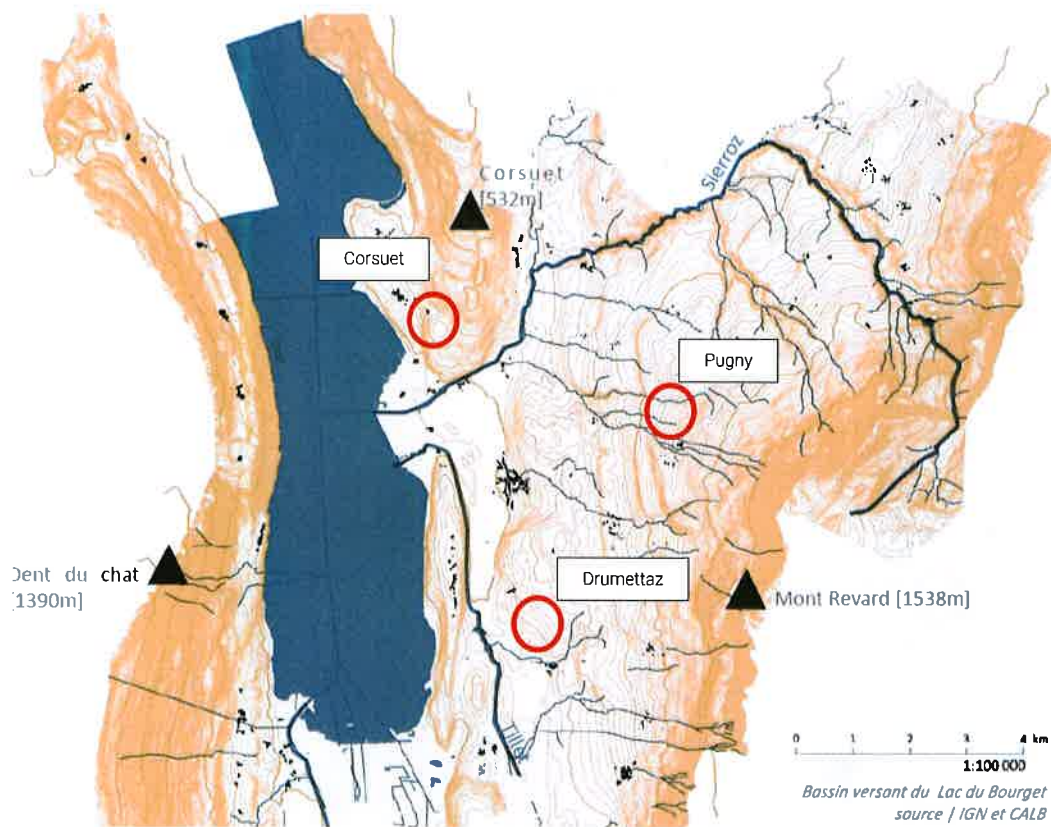 Sierroz
Corsuet
[532m]
Corsuet
Pugny
Drumettaz
Dent du chat
[1390m]
Mont Revard [1538m]
Tillet
0 1 2 3 4 km
1:100 000
Bassin versant du Lac du Bourget
source / IGN et CALB